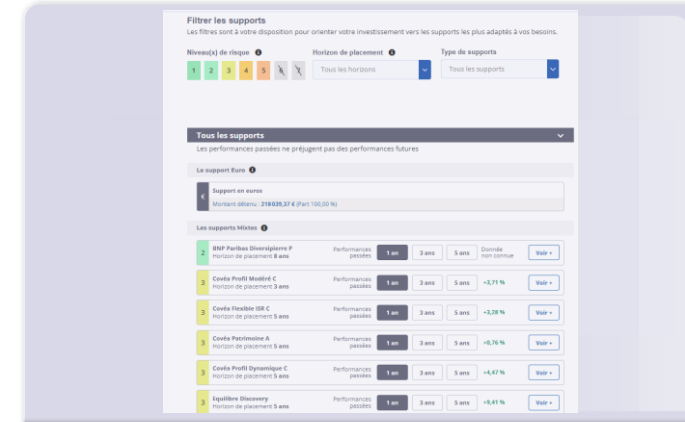 Filtrer les supports
Les filtres sont à votre disposition pour orienter votre investissement vers les supports les plus adaptés à vos besoins.
Niveau(x) de risque Horizon de placement Type de supports
1 2 3 4 5 6 7 Tous les horizons Tous les supports
Tous les supports
Les performances passées ne préjugent pas des performances futures
Le support Euro
€ Support en euros
Montant détenu : 218 039,37 € (Part 100,00 %)
Les supports Mixtes
2 BNP Paribas Diversipierre P
Horizon de placement 8 ans
Performances passées 1 an 3 ans 5 ans Donnée non connue Voir +
3 Covéa Profil Modéré C
Horizon de placement 3 ans
Performances passées 1 an 3 ans 5 ans +3,71 % Voir +
3 Covéa Flexible ISR C
Horizon de placement 5 ans
Performances passées 1 an 3 ans 5 ans +3,28 % Voir +
3 Covéa Patrimoine A
Horizon de placement 5 ans
Performances passées 1 an 3 ans 5 ans +0,76 % Voir +
3 Covéa Profil Dynamique C
Horizon de placement 5 ans
Performances passées 1 an 3 ans 5 ans +4,47 % Voir +
3 Equilibre Discovery
Horizon de placement 5 ans
Performances passées 1 an 3 ans 5 ans +9,41 % Voir +